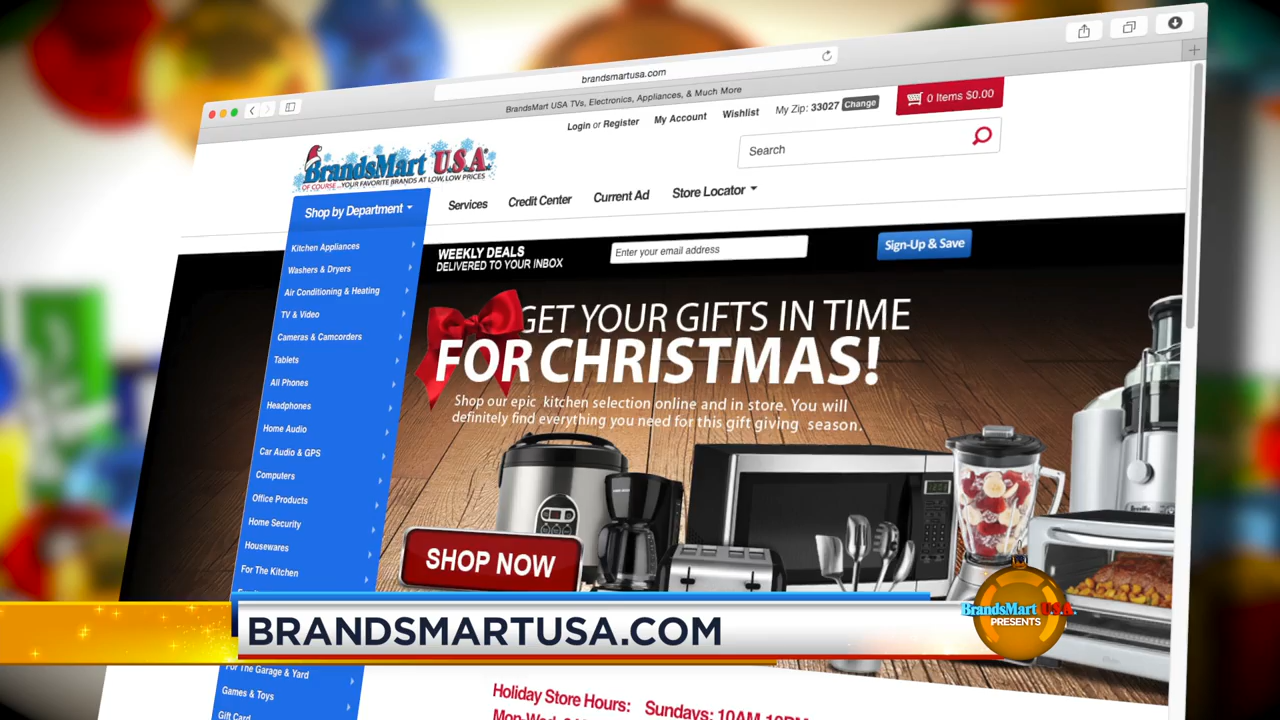 brandsmartusa.com
BrandsMart USA TVs, Electronics, Appliances, & Much More
Login or Register
My Account
Wishlist
My Zip: 33027 Change
0 Items $0.00
BrandsMart U.S.A.
OF COURSE...YOUR FAVORITE BRANDS AT LOW, LOW PRICES
Search
Shop by Department
Services
Credit Center
Current Ad
Store Locator
Kitchen Appliances
Washers & Dryers
Air Conditioning & Heating
TV & Video
Cameras & Camcorders
Tablets
All Phones
Headphones
Home Audio
Car Audio & GPS
Computers
Office Products
Home Security
Housewares
For The Kitchen
WEEKLY DEALS
DELIVERED TO YOUR INBOX
Enter your email address
Sign-Up & Save
GET YOUR GIFTS IN TIME
FOR CHRISTMAS!
Shop our epic kitchen selection online and in store. You will
definitely find everything you need for this gift giving season.
SHOP NOW
BRANDSMARTUSA.COM
BrandsMart U.S.A.
PRESENTS
For The Garage & Yard
Games & Toys
Gift Card
Holiday Store Hours:
Sundays: 10AM